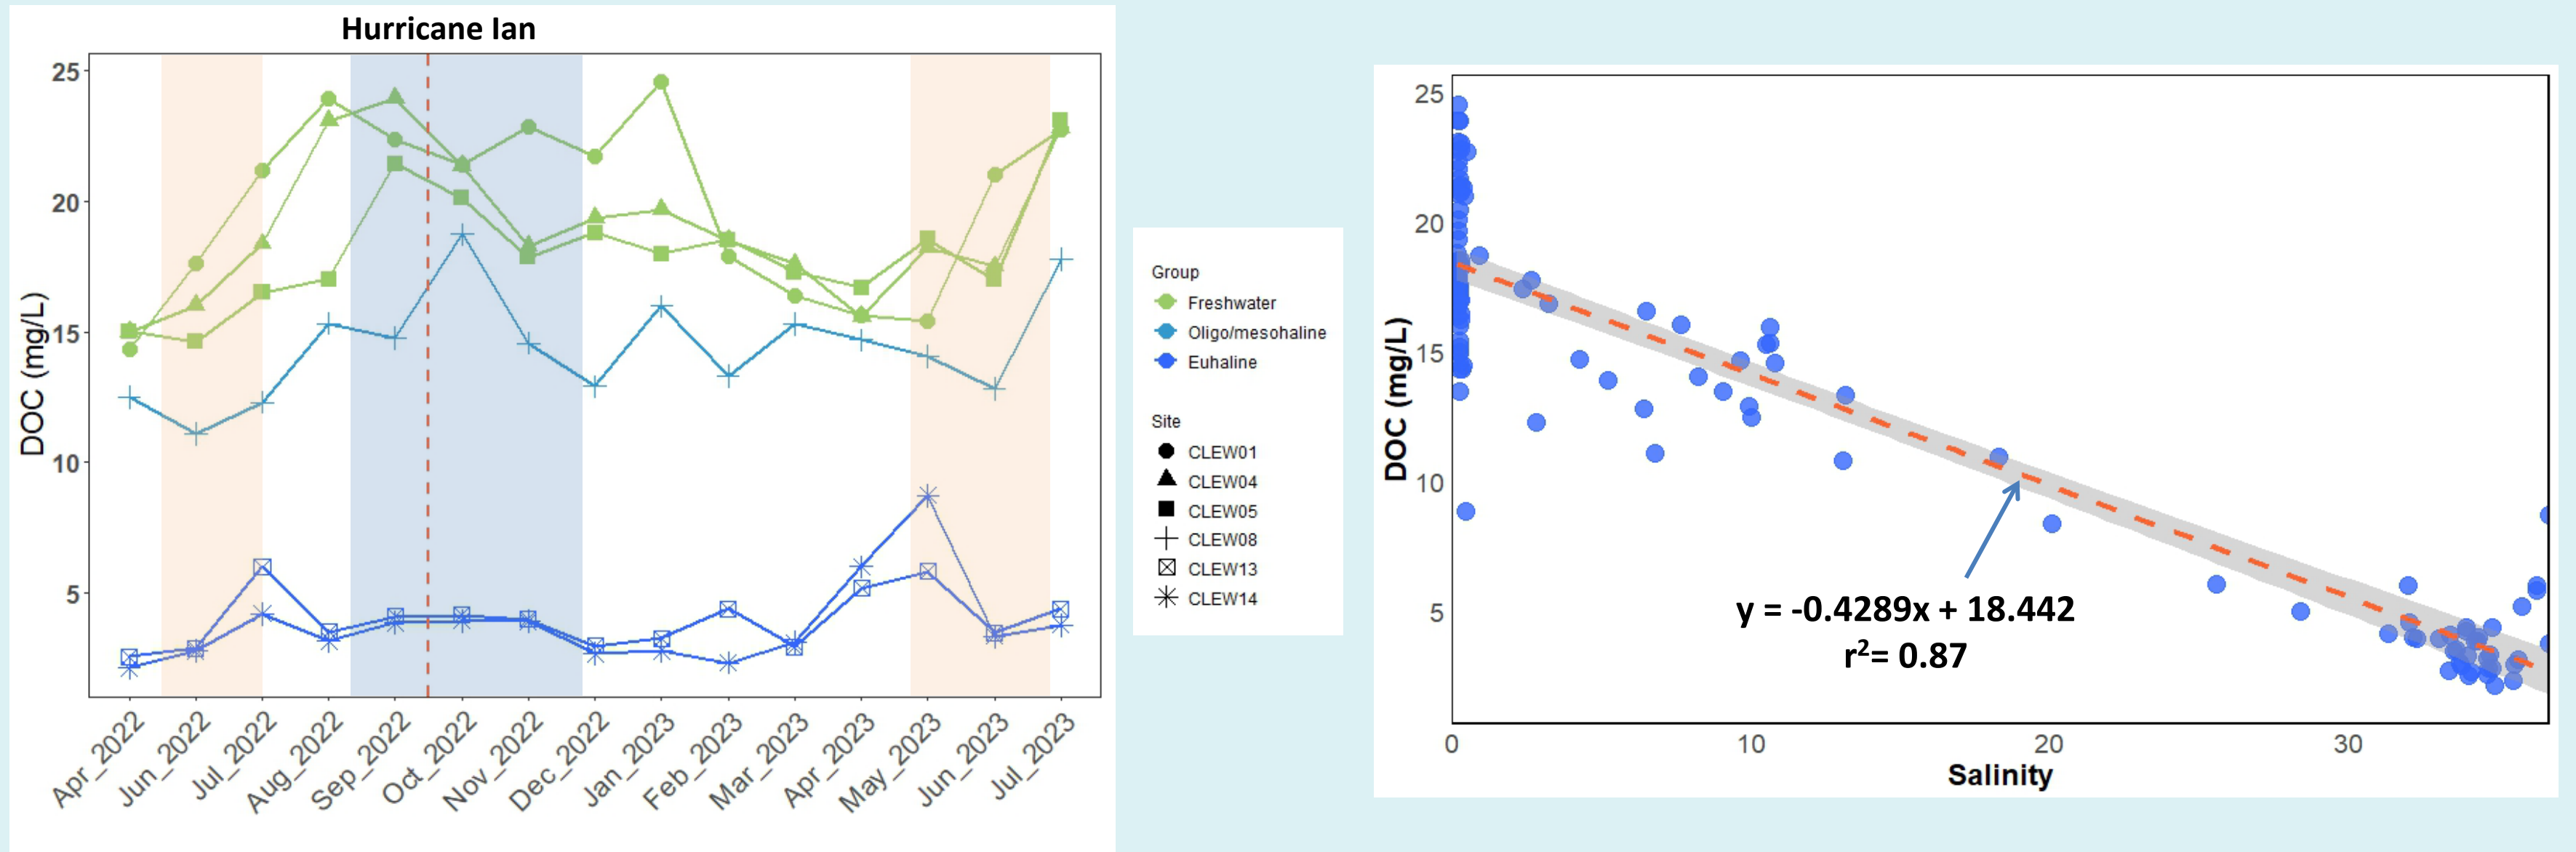 Hurricane Ian
DOC (mg/L)
25
20
15
10
5
Apr_2022
Jun_2022
Jul_2022
Aug_2022
Sep_2022
Oct_2022
Nov_2022
Dec_2022
Jan_2023
Feb_2023
Mar_2023
Apr_2023
May_2023
Jun_2023
Jul_2023
Group
Freshwater
Oligo/mesohaline
Euhaline
Site
CLEW01
CLEW04
CLEW05
CLEW08
CLEW13
CLEW14
DOC (mg/L)
25
20
15
10
5
y = -0.4289x + 18.442
r²= 0.87
0 10 20 30
Salinity